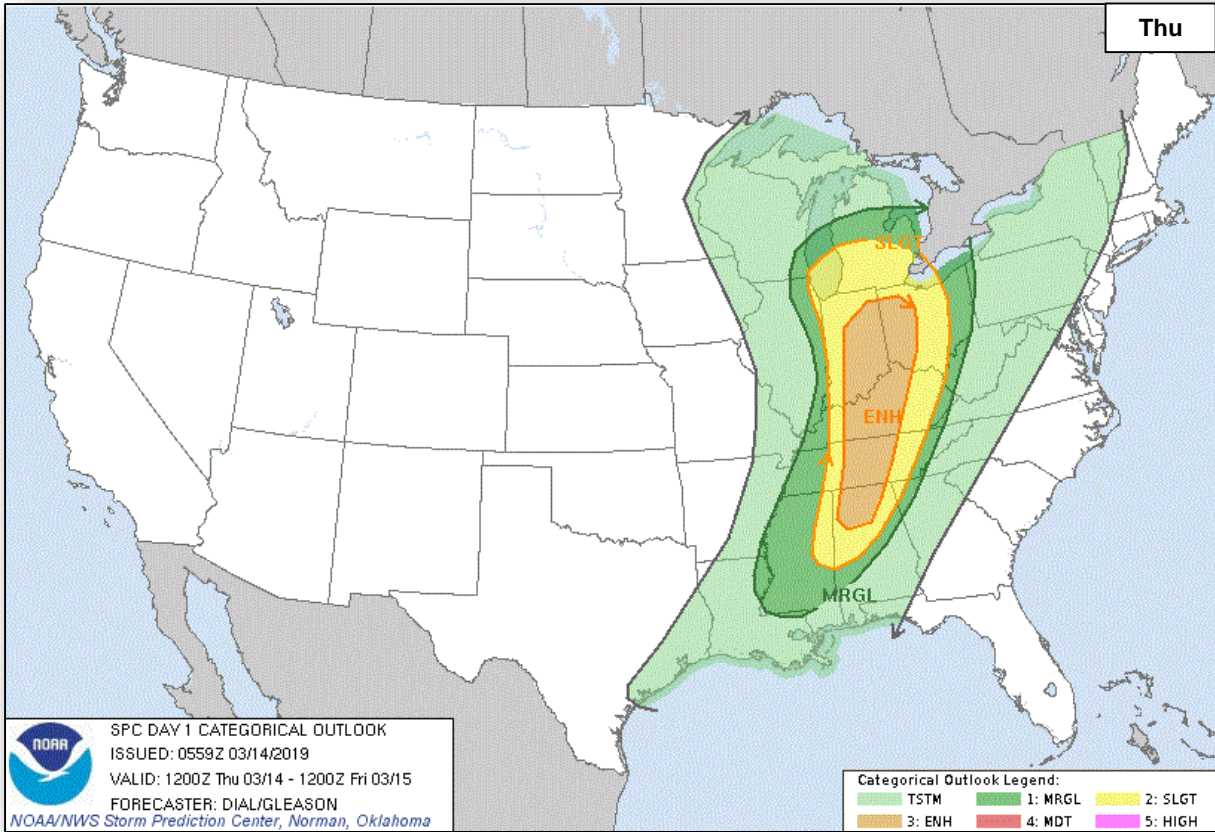 Thu
SLGT
ENH
MRGL
NOAA
SPC DAY 1 CATEGORICAL OUTLOOK
ISSUED: 0559Z 03/14/2019
VALID: 1200Z Thu 03/14 - 1200Z Fri 03/15
FORECASTER: DIAL/GLEASON
NOAA/NWS Storm Prediction Center, Norman, Oklahoma
Categorical Outlook Legend:
TSTM 1: MRGL 2: SLGT
3: ENH 4: MDT 5: HIGH